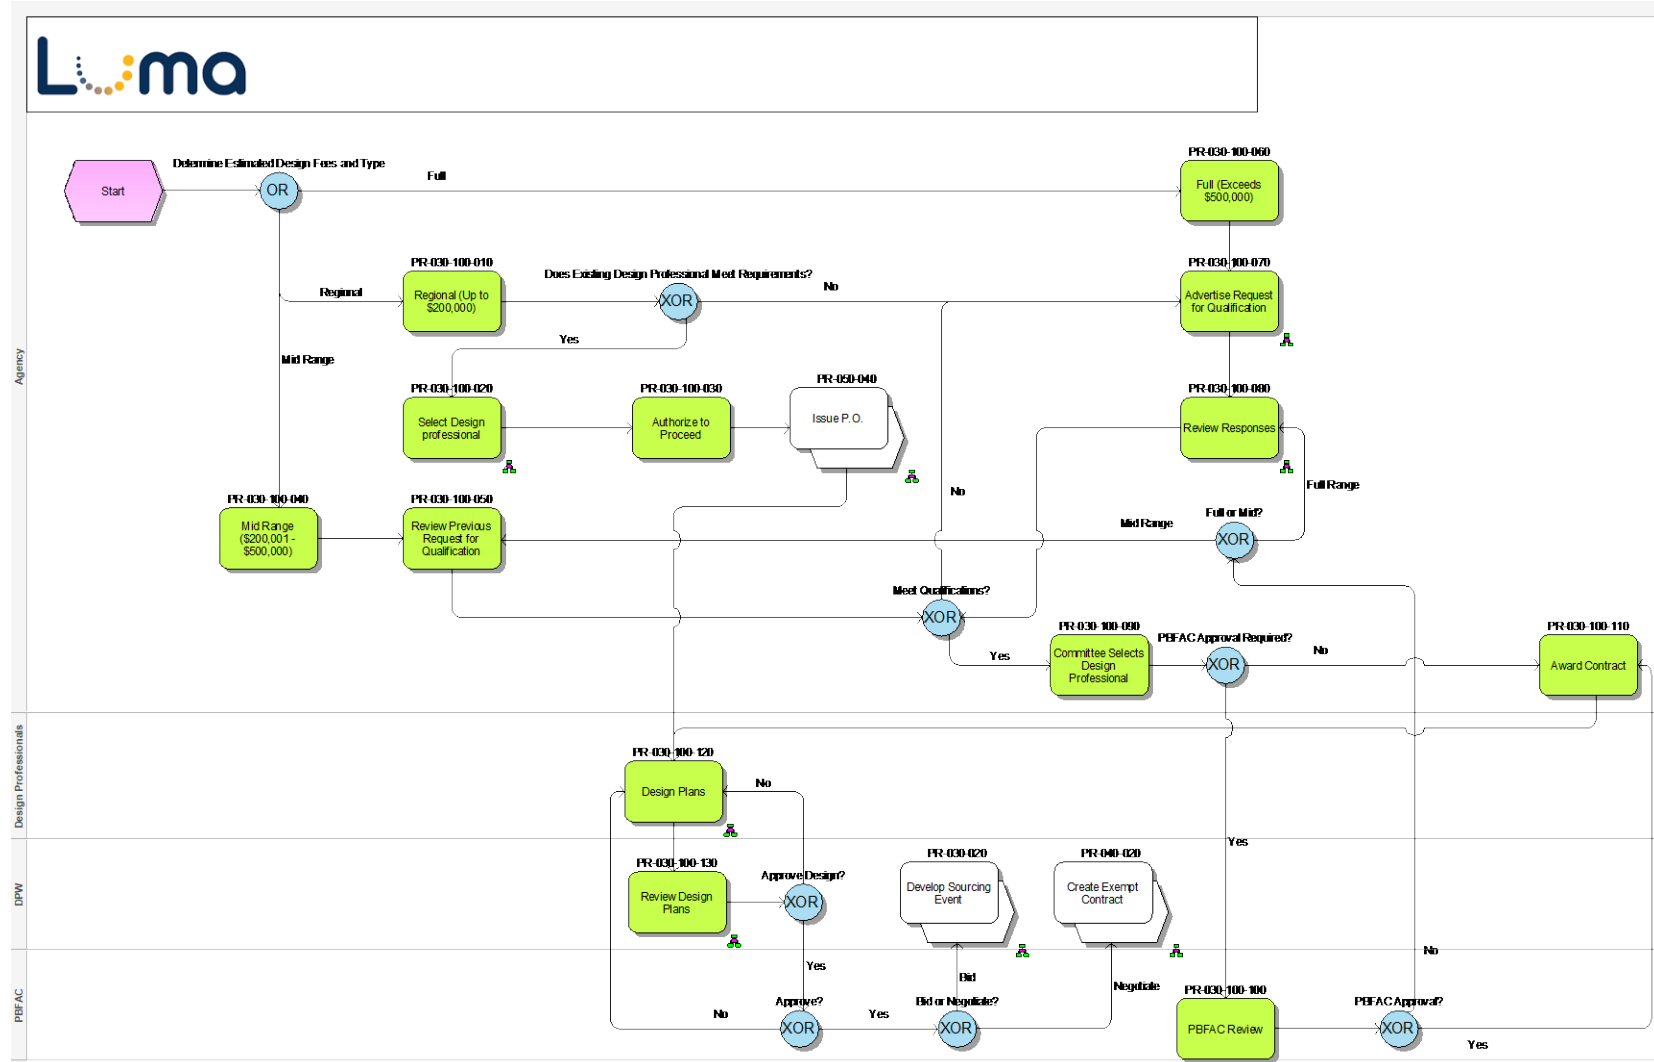 Luma
Determine Estimated Design Fees and Type
Start
OR
Full
PR-030-100-060
Full (Exceeds
$500,000)
PR-030-100-010
Regional
Regional (Up to
$200,000)
Does Existing Design Professional Meet Requirements?
XOR
No
PR-030-100-070
Advertise Request
for Qualification
Yes
Mid Range
Agency
PR-030-100-020
Select Design
professional
PR-030-100-030
Authorize to
Proceed
PR-050-040
Issue P.O.
PR-030-100-080
Review Responses
No
Full Range
PR-030-100-040
Mid Range
($200,001 -
$500,000)
PR-030-100-050
Review Previous
Request for
Qualification
Mid Range
Full or Mid?
XOR
Meet Qualifications?
XOR
Yes
PR-030-100-090
Committee Selects
Design
Professional
PBFAC Approval Required?
XOR
No
PR-030-100-110
Award Contract
Design Professionals
PR-030-100-120
Design Plans
No
Yes
DPW
PR-030-100-130
Review Design
Plans
Approve Design?
XOR
PR-030-020
Develop Sourcing
Event
PR-040-020
Create Exempt
Contract
No
Yes
Bid
Negotiate
PBFAC
No
Approve?
XOR
Yes
Bid or Negotiate?
XOR
PR-030-100-100
PBFAC Review
PBFAC Approval?
XOR
Yes